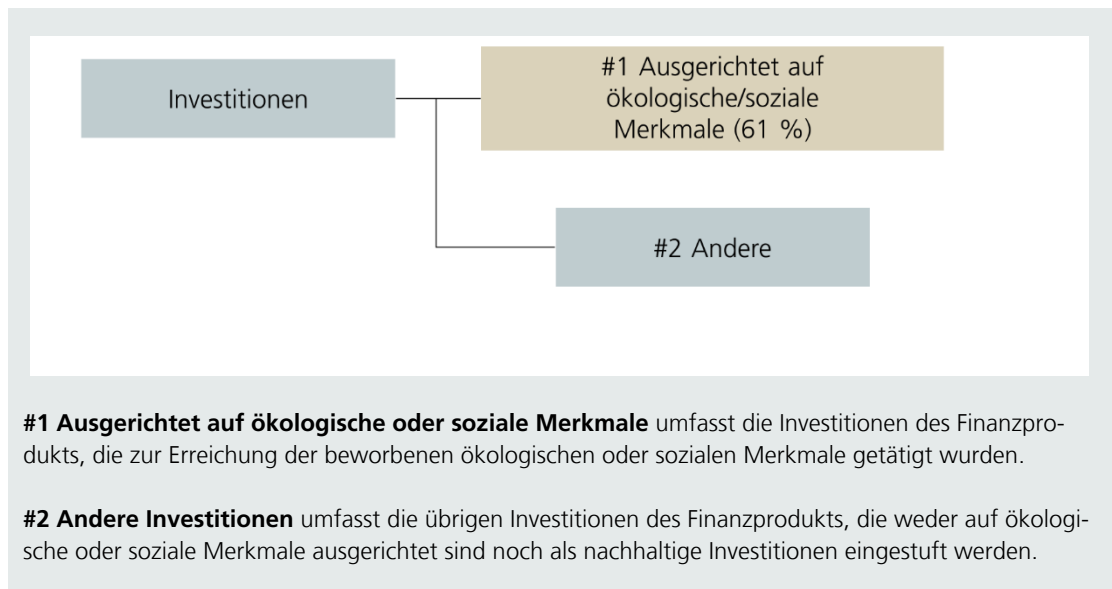 Investitionen
#1 Ausgerichtet auf
ökologische/soziale
Merkmale (61 %)
#2 Andere
#1 Ausgerichtet auf ökologische oder soziale Merkmale umfasst die Investitionen des Finanzpro-
dukts, die zur Erreichung der beworbenen ökologischen oder sozialen Merkmale getätigt wurden.
#2 Andere Investitionen umfasst die übrigen Investitionen des Finanzprodukts, die weder auf ökologi-
sche oder soziale Merkmale ausgerichtet sind noch als nachhaltige Investitionen eingestuft werden.